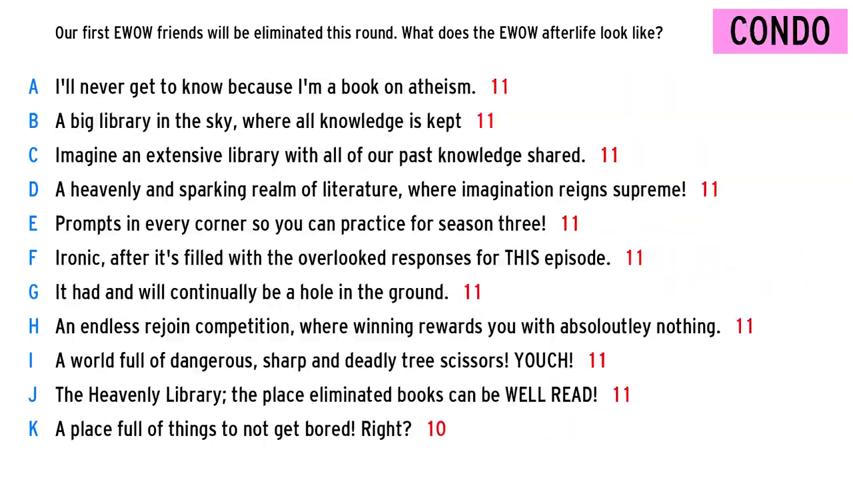 Our first EWOW friends will be eliminated this round. What does the EWOW afterlife look like?
CONDO
A I'll never get to know because I'm a book on atheism. 11
B A big library in the sky, where all knowledge is kept 11
C Imagine an extensive library with all of our past knowledge shared. 11
D A heavenly and sparking realm of literature, where imagination reigns supreme! 11
E Prompts in every corner so you can practice for season three! 11
F Ironic, after it's filled with the overlooked responses for THIS episode. 11
G It had and will continually be a hole in the ground. 11
H An endless rejoin competition, where winning rewards you with absoloutley nothing. 11
I A world full of dangerous, sharp and deadly tree scissors! YOUCH! 11
J The Heavenly Library; the place eliminated books can be WELL READ! 11
K A place full of things to not get bored! Right? 10